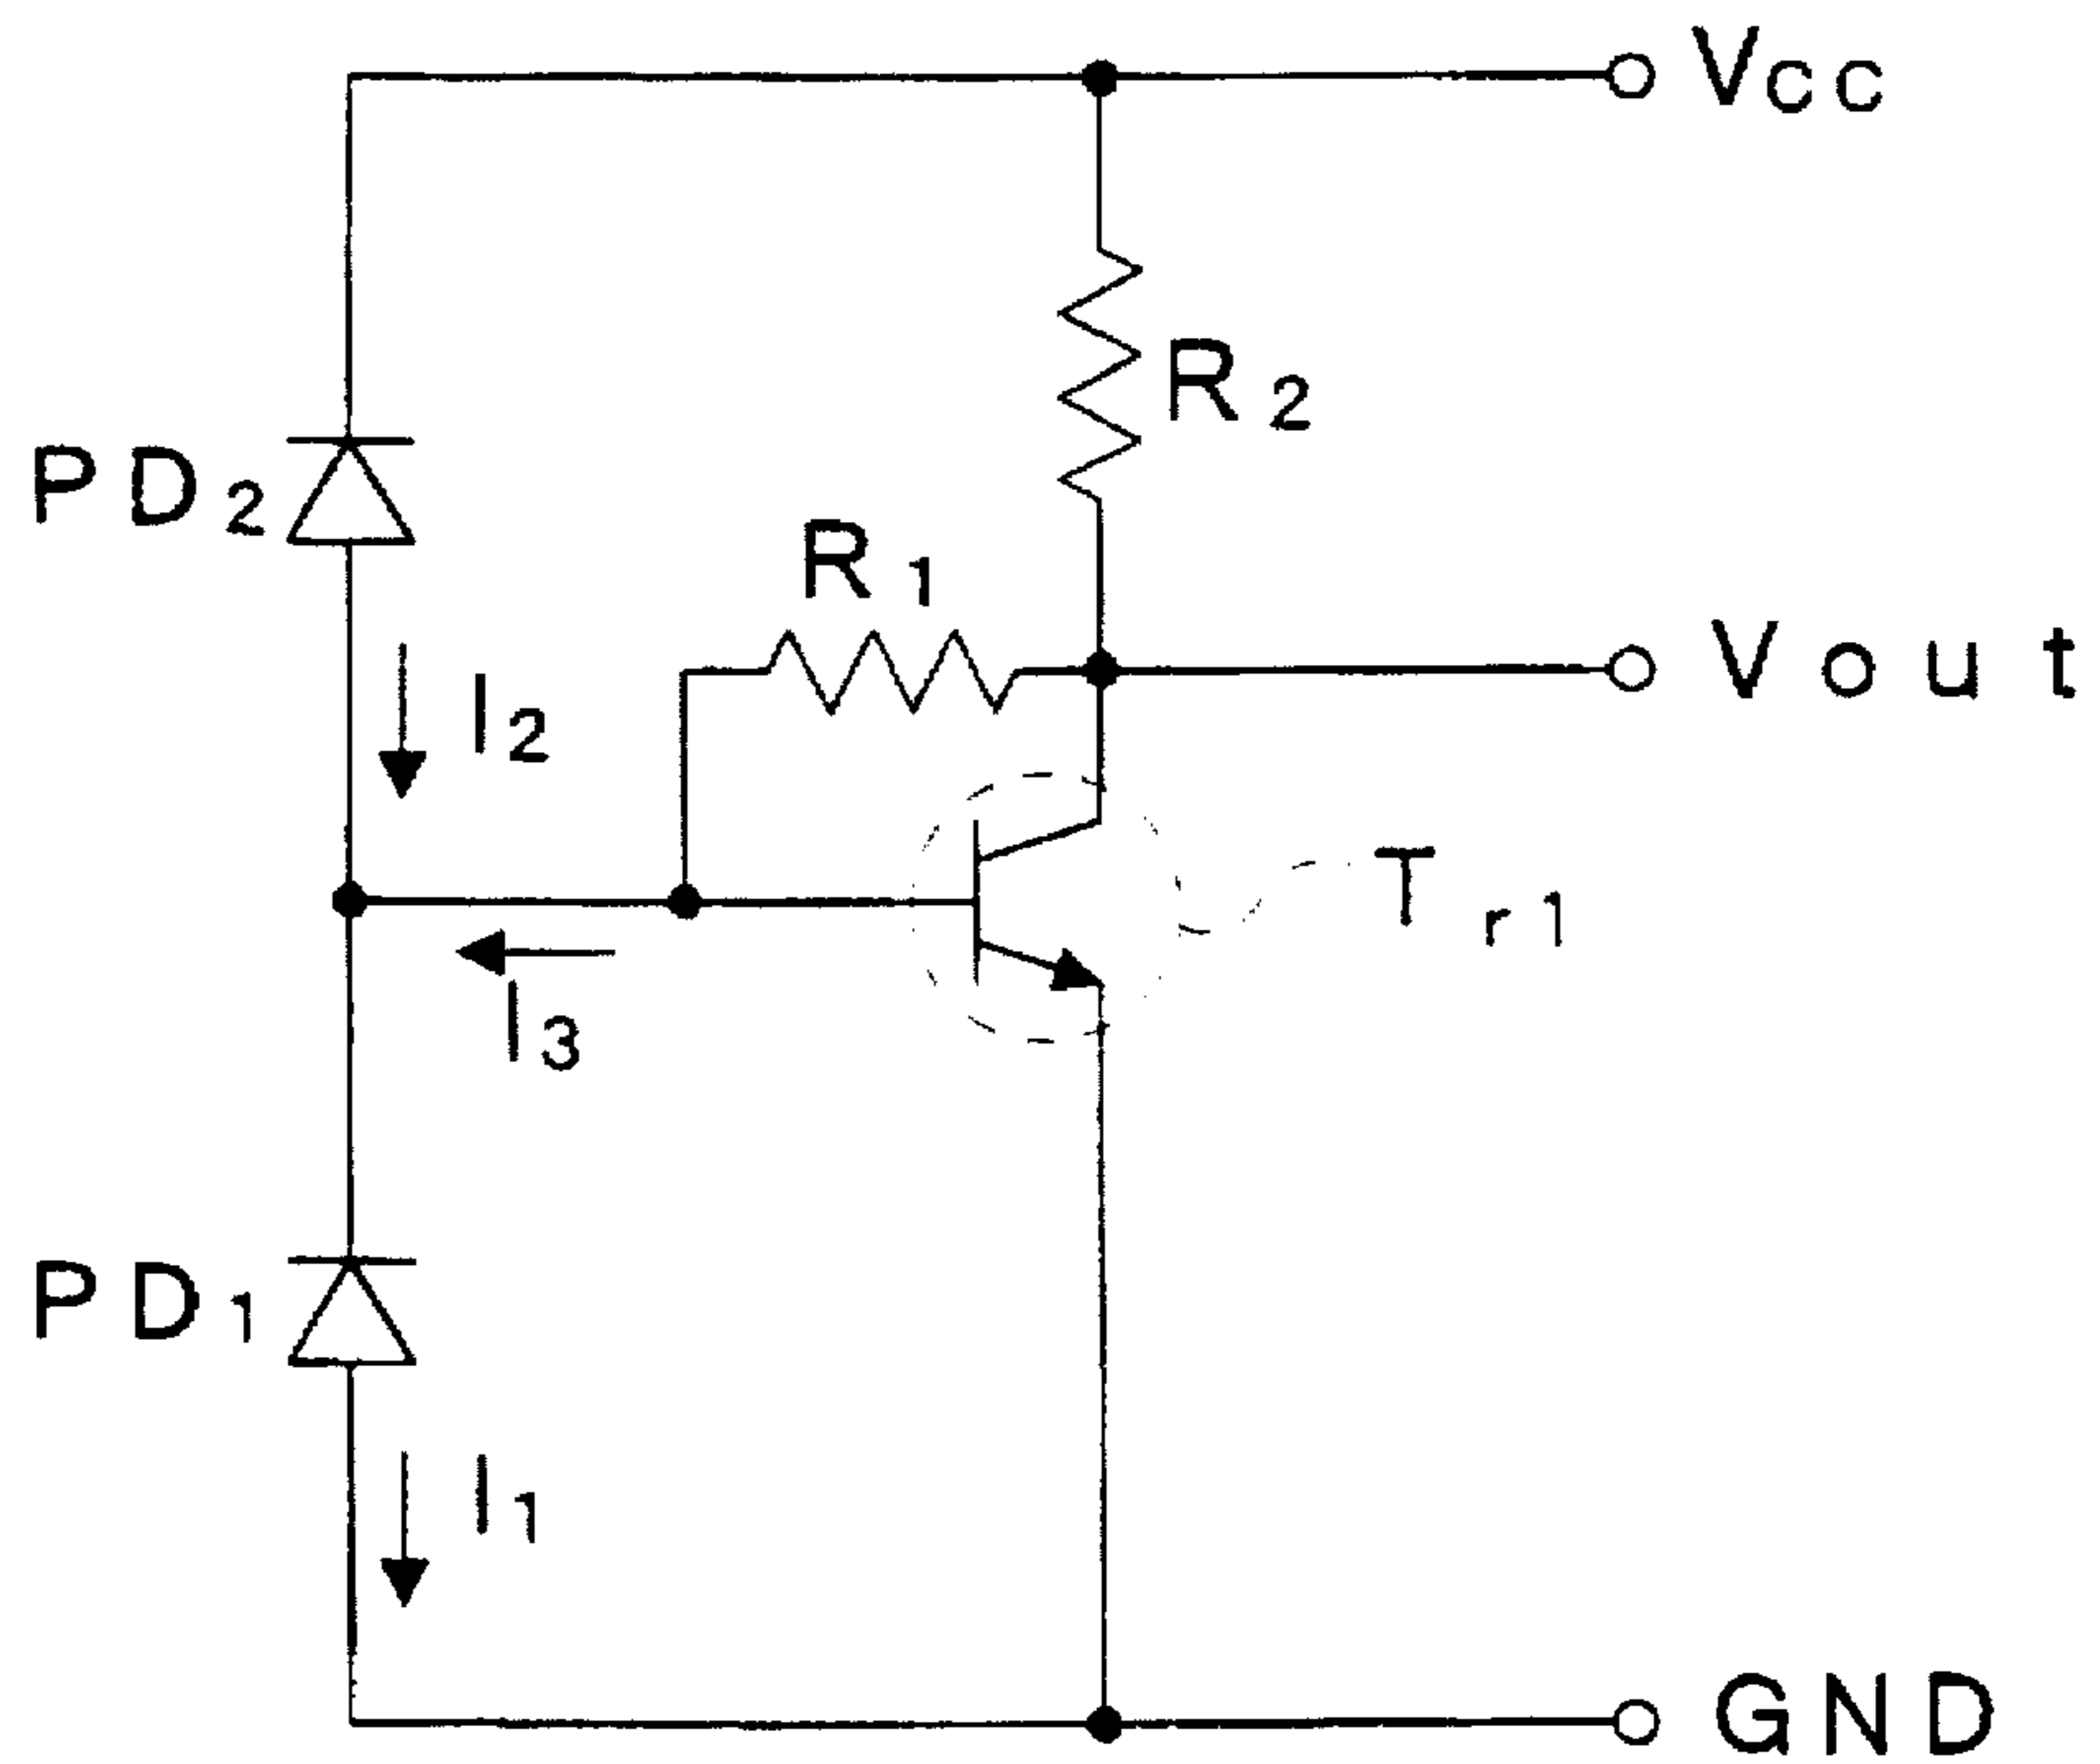 Vcc
R2
PD2
R1
Vout
I2
Tr1
I3
PD1
I1
GND